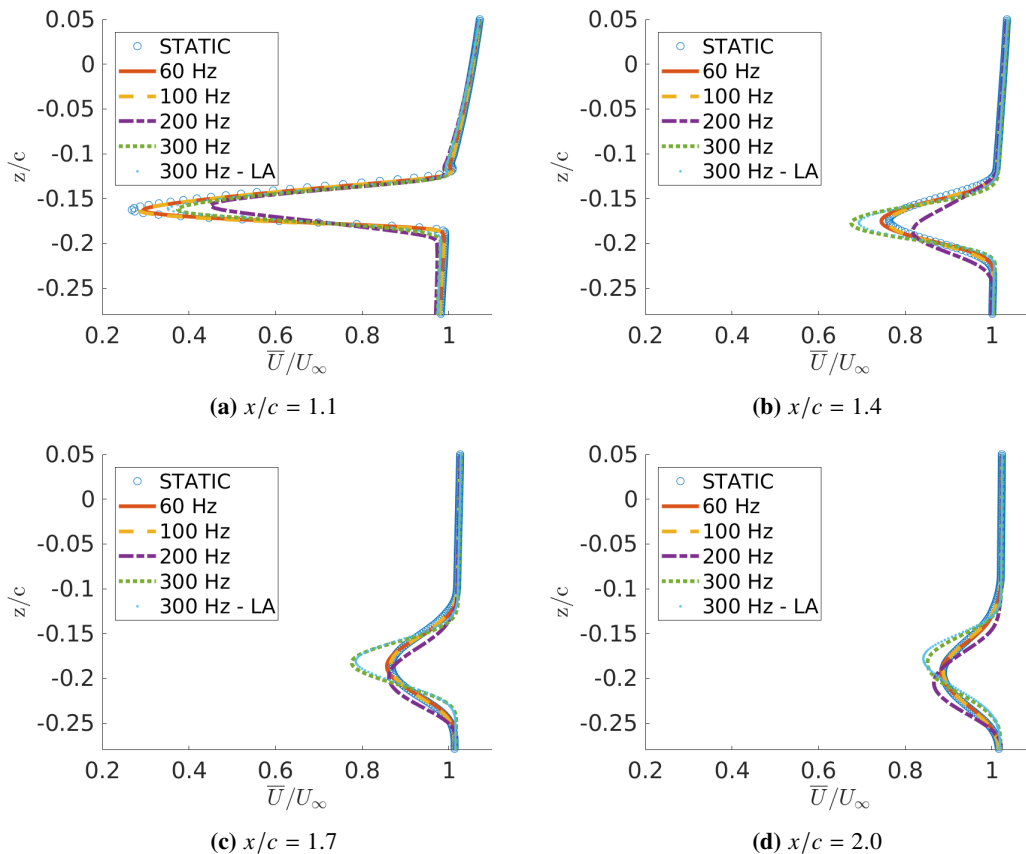 0.05
0
-0.05
-0.1
-0.15
-0.2
-0.25
z/c
STATIC
60 Hz
100 Hz
200 Hz
300 Hz
300 Hz - LA
0.2 0.4 0.6 0.8 1
U̅/U∞
(a) x/c = 1.1
0.05
0
-0.05
-0.1
-0.15
-0.2
-0.25
z/c
STATIC
60 Hz
100 Hz
200 Hz
300 Hz
300 Hz - LA
0.2 0.4 0.6 0.8 1
U̅/U∞
(b) x/c = 1.4
0.05
0
-0.05
-0.1
-0.15
-0.2
-0.25
z/c
STATIC
60 Hz
100 Hz
200 Hz
300 Hz
300 Hz - LA
0.2 0.4 0.6 0.8 1
U̅/U∞
(c) x/c = 1.7
0.05
0
-0.05
-0.1
-0.15
-0.2
-0.25
z/c
STATIC
60 Hz
100 Hz
200 Hz
300 Hz
300 Hz - LA
0.2 0.4 0.6 0.8 1
U̅/U∞
(d) x/c = 2.0